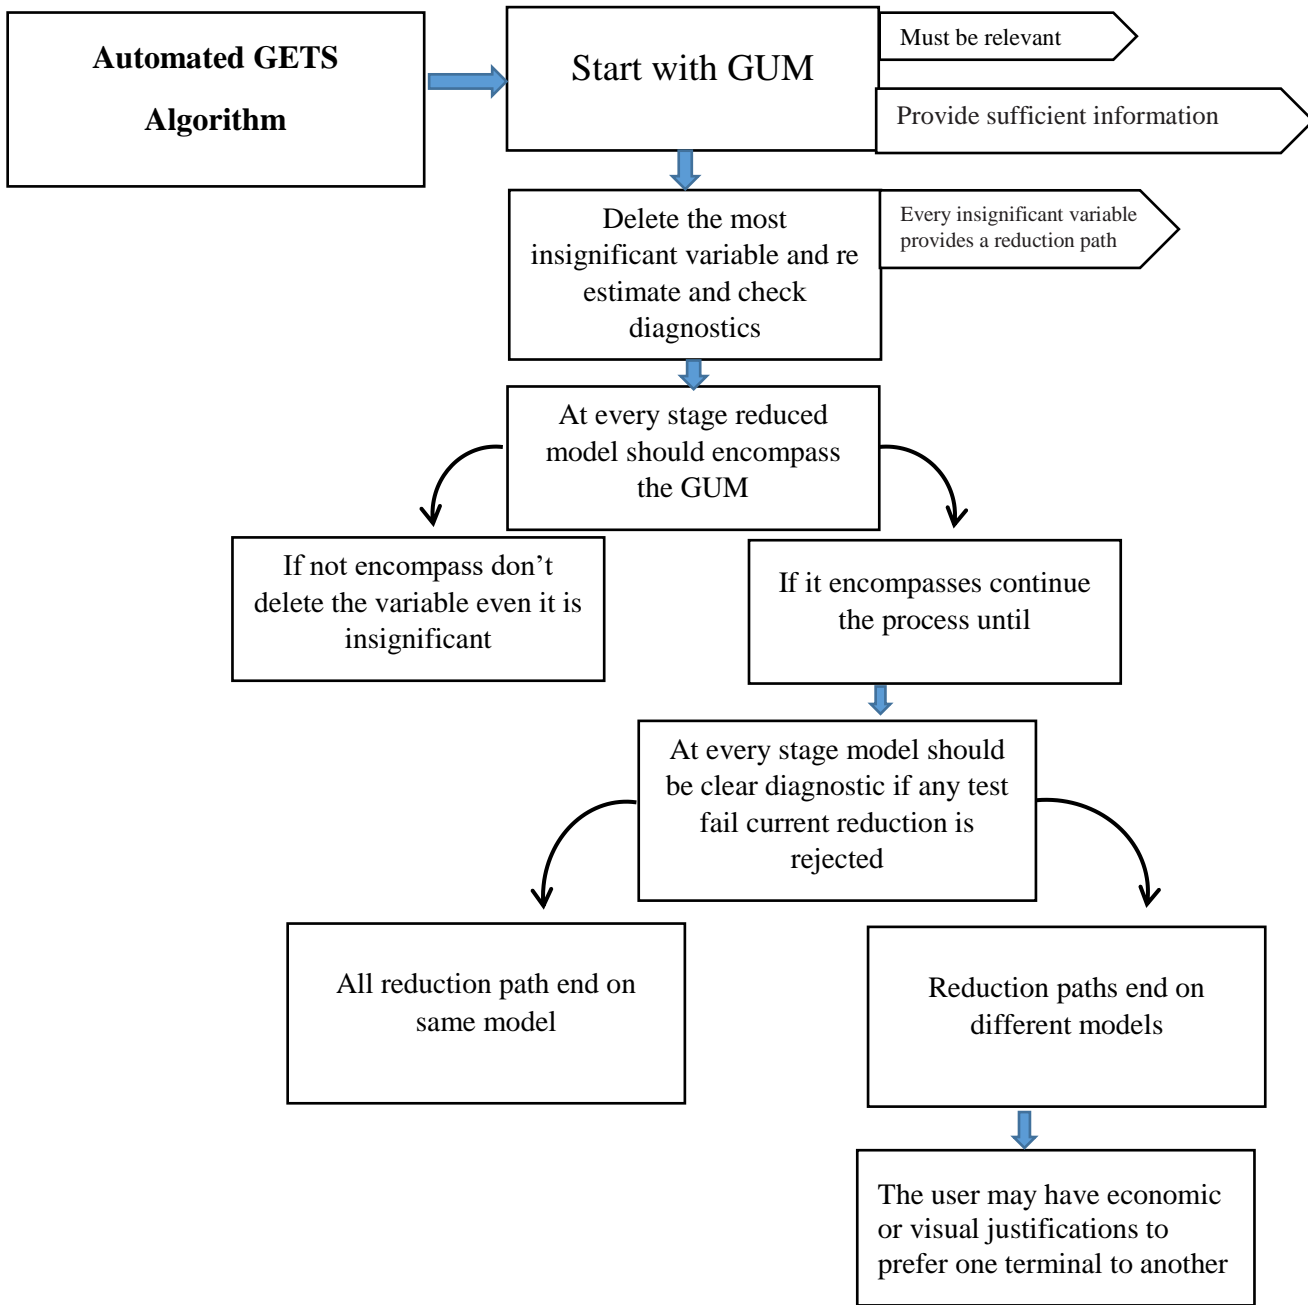 Automated GETS
Algorithm
Start with GUM
Must be relevant
Provide sufficient information
Delete the most
insignificant variable and re
estimate and check
diagnostics
Every insignificant variable
provides a reduction path
At every stage reduced
model should encompass
the GUM
If not encompass don’t
delete the variable even it is
insignificant
If it encompasses continue
the process until
At every stage model should
be clear diagnostic if any test
fail current reduction is
rejected
All reduction path end on
same model
Reduction paths end on
different models
The user may have economic
or visual justifications to
prefer one terminal to another